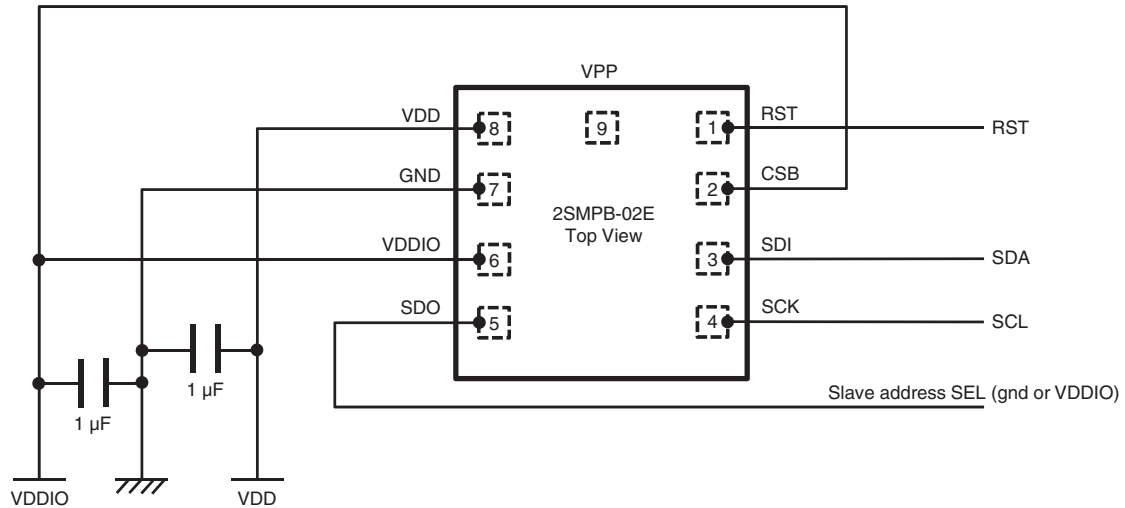 VPP
VDD
8
9
1
RST
RST
GND
7
2
CSB
2SMPB-02E
Top View
VDDIO
6
3
SDI
SDA
SDO
5
4
SCK
SCL
1 µF
Slave address SEL (gnd or VDDIO)
1 µF
VDDIO
VDD